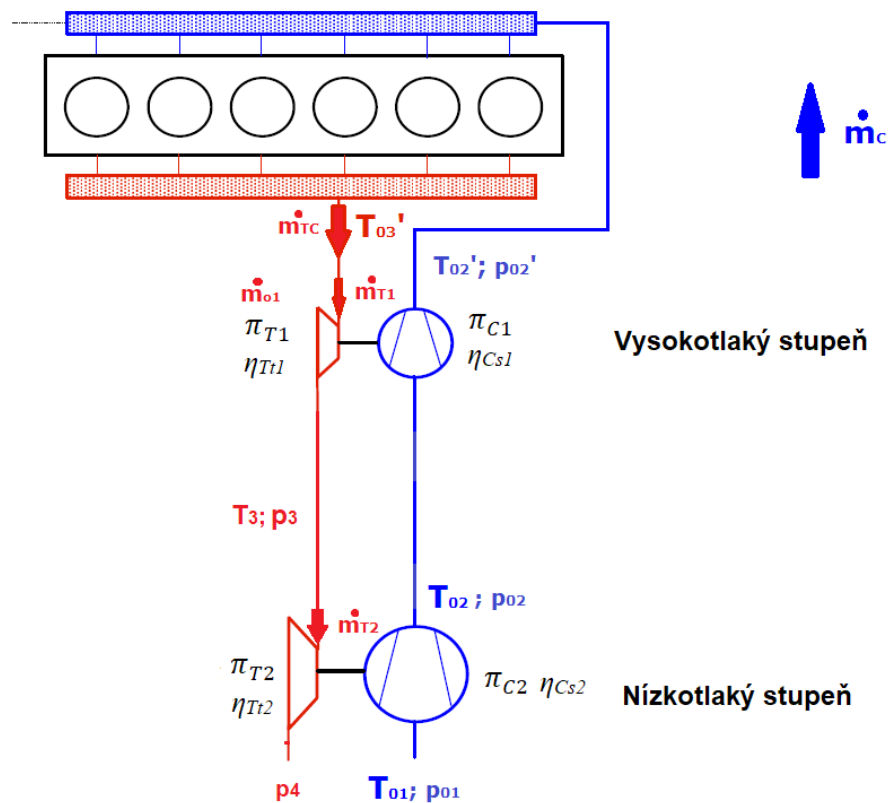 ṁC
ṁTC T03'
T02'; p02'
ṁo1 ṁT1
πT1 πC1
ηTt1 ηCs1
Vysokotlaký stupeň
T3; p3
T02 ; p02
ṁT2
πT2 πC2 ηCs2
ηTt2
Nízkotlaký stupeň
p4 T01; p01